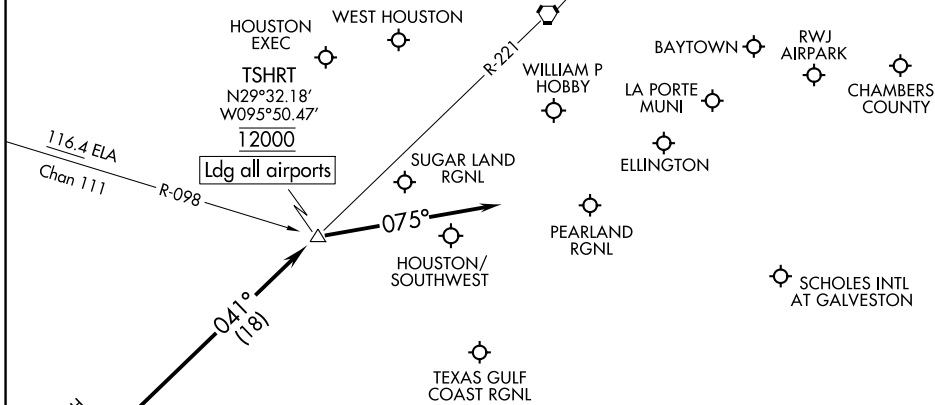 WEST HOUSTON
HOUSTON
EXEC
TSHRT
N29°32.18'
W095°50.47'
12000
Ldg all airports
116.4 ELA
Chan 111
R-098
R-221
WILLIAM P
HOBBY
BAYTOWN
RWJ
AIRPARK
LA PORTE
MUNI
CHAMBERS
COUNTY
ELLINGTON
SUGAR LAND
RGNL
075°
HOUSTON/
SOUTHWEST
PEARLAND
RGNL
SCHOLES INTL
AT GALVESTON
041°
(18)
TEXAS GULF
COAST RGNL